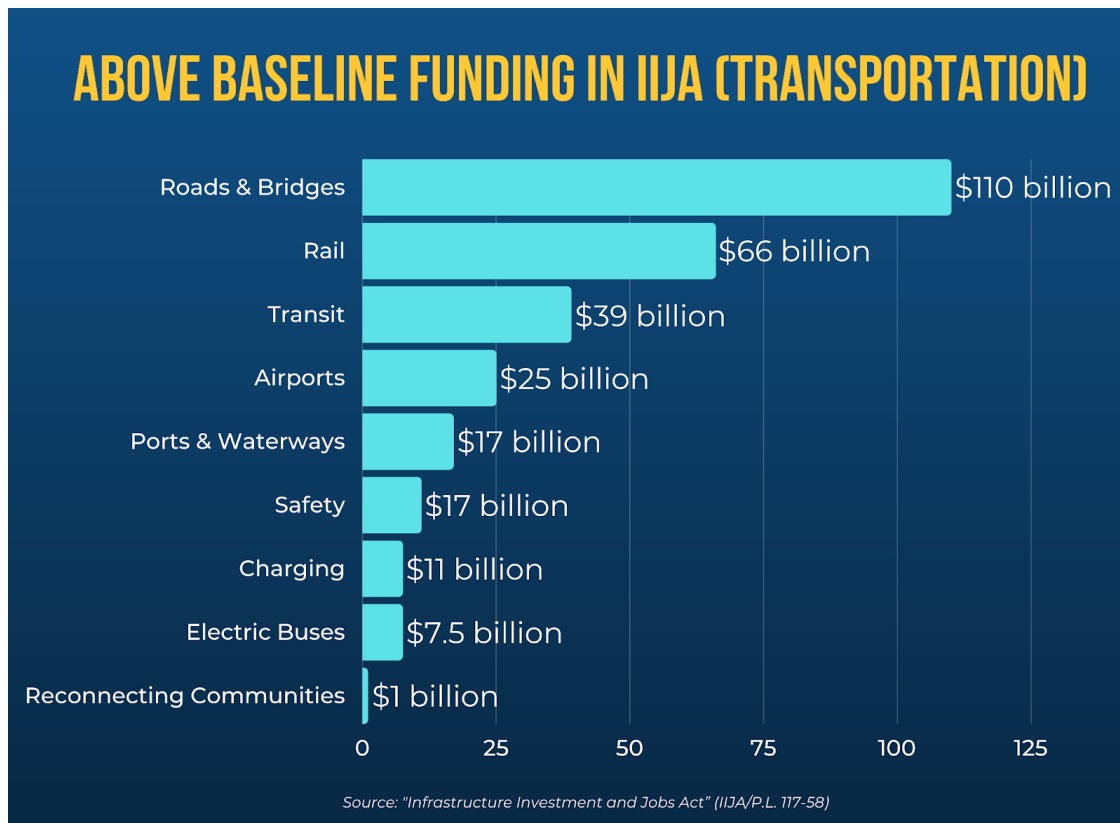 ABOVE BASELINE FUNDING IN IIJA (TRANSPORTATION)
Roads & Bridges $110 billion
Rail $66 billion
Transit $39 billion
Airports $25 billion
Ports & Waterways $17 billion
Safety $17 billion
Charging $11 billion
Electric Buses $7.5 billion
Reconnecting Communities $1 billion
0 25 50 75 100 125
Source: "Infrastructure Investment and Jobs Act” (IIJA/P.L. 117-58)